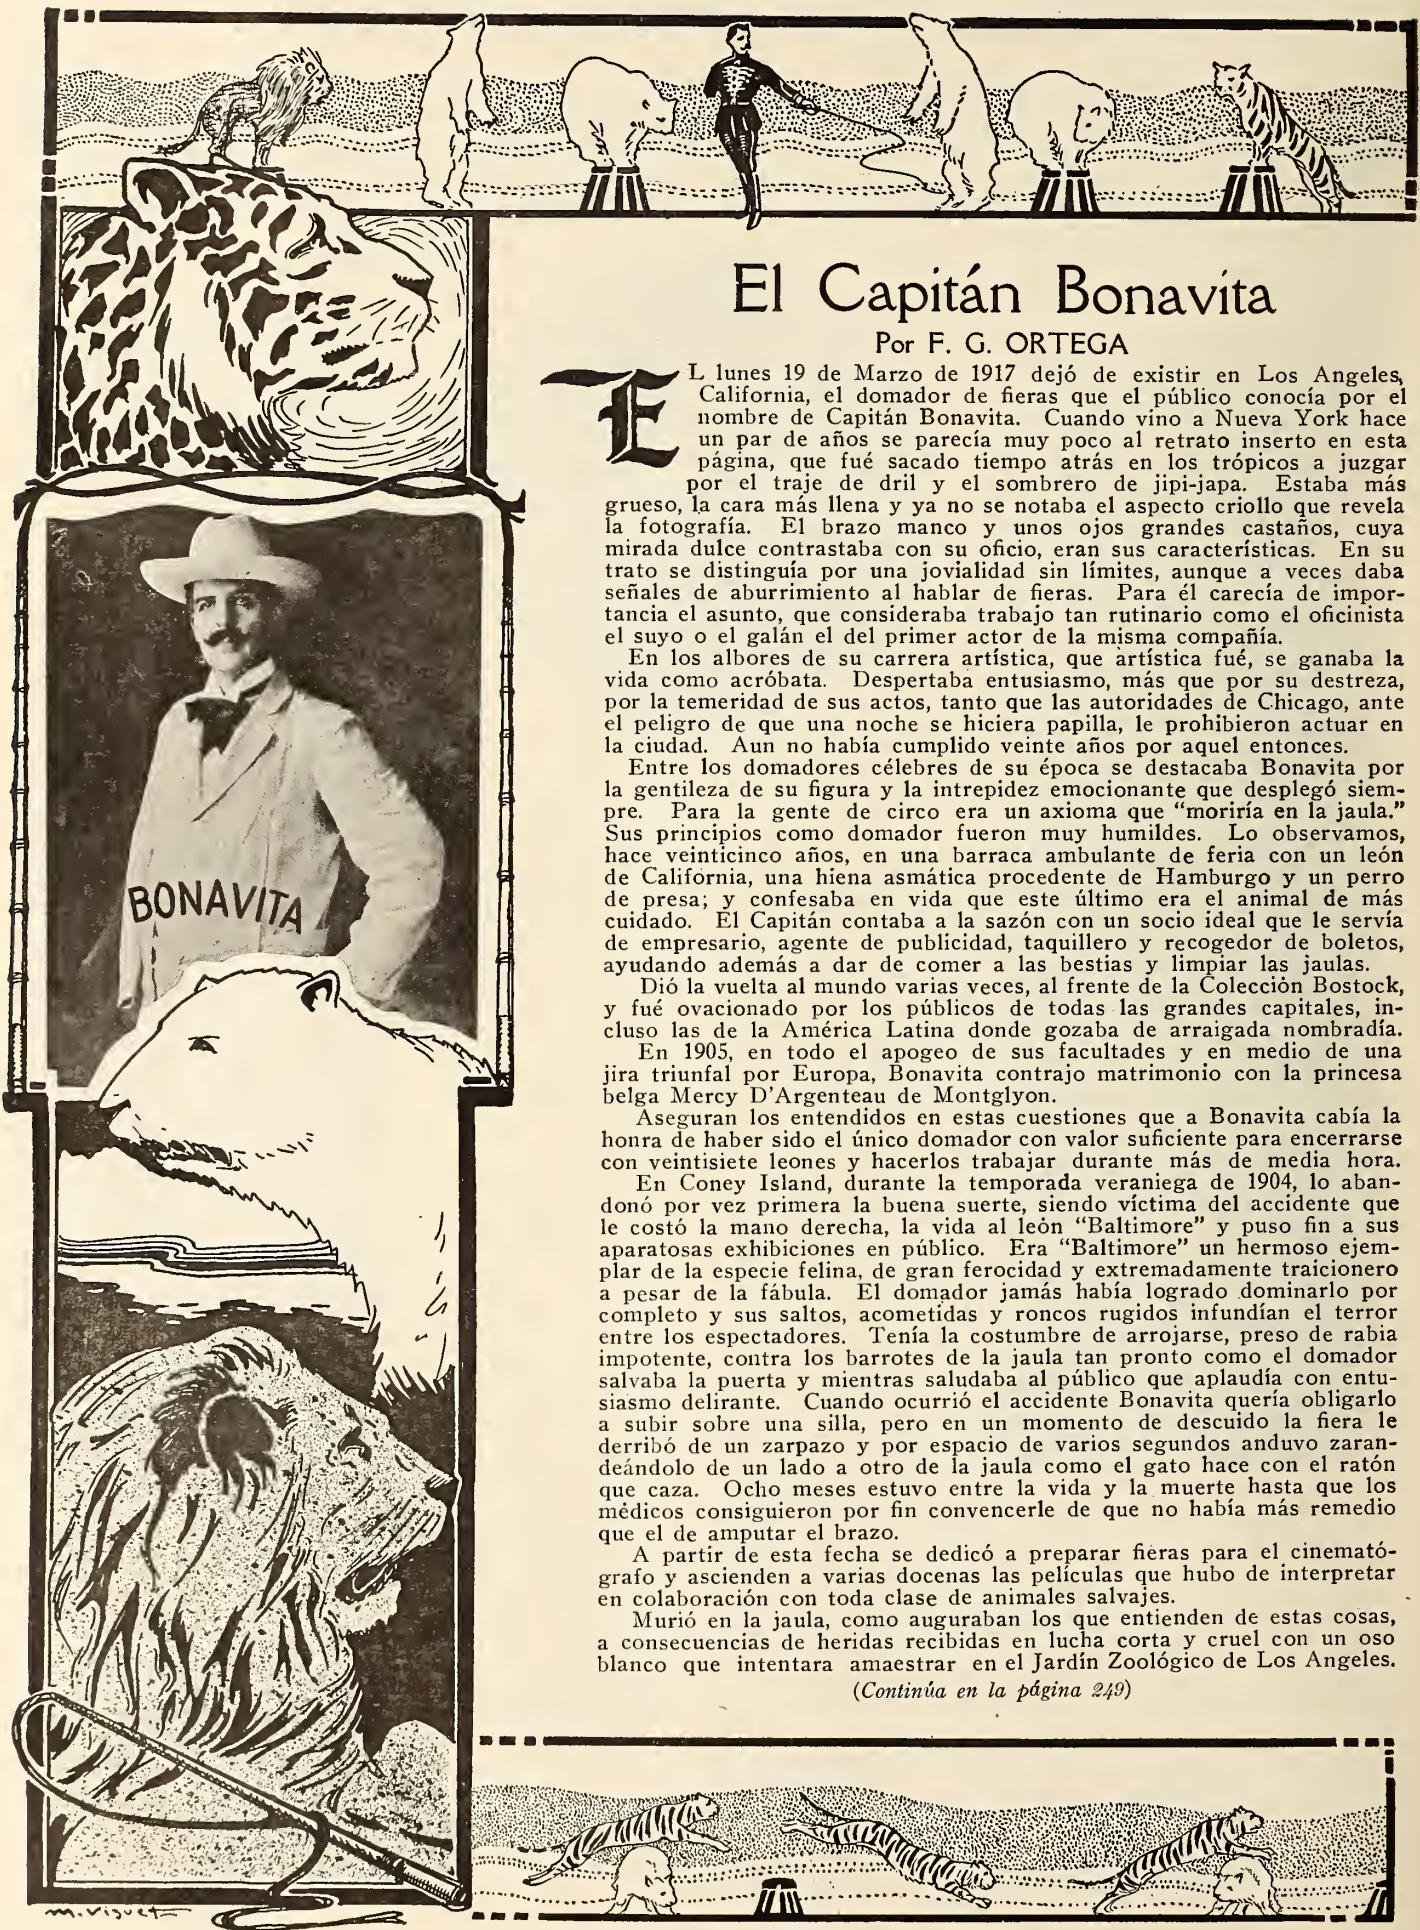 El Capitán Bonavita
Por F. G. ORTEGA
EL lunes 19 de Marzo de 1917 dejó de existir en Los Angeles,
California, el domador de fieras que el público conocía por el
nombre de Capitán Bonavita. Cuando vino a Nueva York hace
un par de años se parecía muy poco al retrato inserto en esta
página, que fué sacado tiempo atrás en los trópicos a juzgar
por el traje de dril y el sombrero de jipi-japa. Estaba más
grueso, la cara más llena y ya no se notaba el aspecto criollo que revela
la fotografía. El brazo manco y unos ojos grandes castaños, cuya
mirada dulce contrastaba con su oficio, eran sus características. En su
trato se distinguía por una jovialidad sin límites, aunque a veces daba
señales de aburrimiento al hablar de fieras. Para él carecía de impor-
tancia el asunto, que consideraba trabajo tan rutinario como el oficinista
el suyo o el galán el del primer actor de la misma compañía.
En los albores de su carrera artística, que artística fué, se ganaba la
vida como acróbata. Despertaba entusiasmo, más que por su destreza,
por la temeridad de sus actos, tanto que las autoridades de Chicago, ante
el peligro de que una noche se hiciera papilla, le prohibieron actuar en
la ciudad. Aun no había cumplido veinte años por aquel entonces.
Entre los domadores célebres de su época se destacaba Bonavita por
la gentileza de su figura y la intrepidez emocionante que desplegó siem-
pre. Para la gente de circo era un axioma que "moriría en la jaula."
Sus principios como domador fueron muy humildes. Lo observamos,
hace veinticinco años, en una barraca ambulante de feria con un león
de California, una hiena asmática procedente de Hamburgo y un perro
de presa; y confesaba en vida que este último era el animal de más
cuidado. El Capitán contaba a la sazón con un socio ideal que le servía
de empresario, agente de publicidad, taquillero y recogedor de boletos,
ayudando además a dar de comer a las bestias y limpiar las jaulas.
Dió la vuelta al mundo varias veces, al frente de la Colección Bostock,
y fué ovacionado por los públicos de todas las grandes capitales, in-
cluso las de la América Latina donde gozaba de arraigada nombradía.
En 1905, en todo el apogeo de sus facultades y en medio de una
jira triunfal por Europa, Bonavita contrajo matrimonio con la princesa
belga Mercy D'Argenteau de Montglyon.
Aseguran los entendidos en estas cuestiones que a Bonavita cabía la
honra de haber sido el único domador con valor suficiente para encerrarse
con veintisiete leones y hacerlos trabajar durante más de media hora.
En Coney Island, durante la temporada veraniega de 1904, lo aban-
donó por vez primera la buena suerte, siendo víctima del accidente que
le costó la mano derecha, la vida al león "Baltimore" y puso fin a sus
aparatosas exhibiciones en público. Era "Baltimore" un hermoso ejem-
plar de la especie felina, de gran ferocidad y extremadamente traicionero
a pesar de la fábula. El domador jamás había logrado dominarlo por
completo y sus saltos, acometidas y roncos rugidos infundían el terror
entre los espectadores. Tenía la costumbre de arrojarse, preso de rabia
impotente, contra los barrotes de la jaula tan pronto como el domador
salvaba la puerta y mientras saludaba al público que aplaudía con entu-
siasmo delirante. Cuando ocurrió el accidente Bonavita quería obligarlo
a subir sobre una silla, pero en un momento de descuido la fiera le
derribó de un zarpazo y por espacio de varios segundos anduvo zaran-
deándolo de un lado a otro de la jaula como el gato hace con el ratón
que caza. Ocho meses estuvo entre la vida y la muerte hasta que los
médicos consiguieron por fin convencerle de que no había más remedio
que el de amputar el brazo.
A partir de esta fecha se dedicó a preparar fieras para el cinemató-
grafo y ascienden a varias docenas las películas que hubo de interpretar
en colaboración con toda clase de animales salvajes.
Murió en la jaula, como auguraban los que entienden de estas cosas,
a consecuencias de heridas recibidas en lucha corta y cruel con un oso
blanco que intentara amaestrar en el Jardín Zoológico de Los Angeles.
(Continúa en la página 249)
BONAVITA
M. Viguet